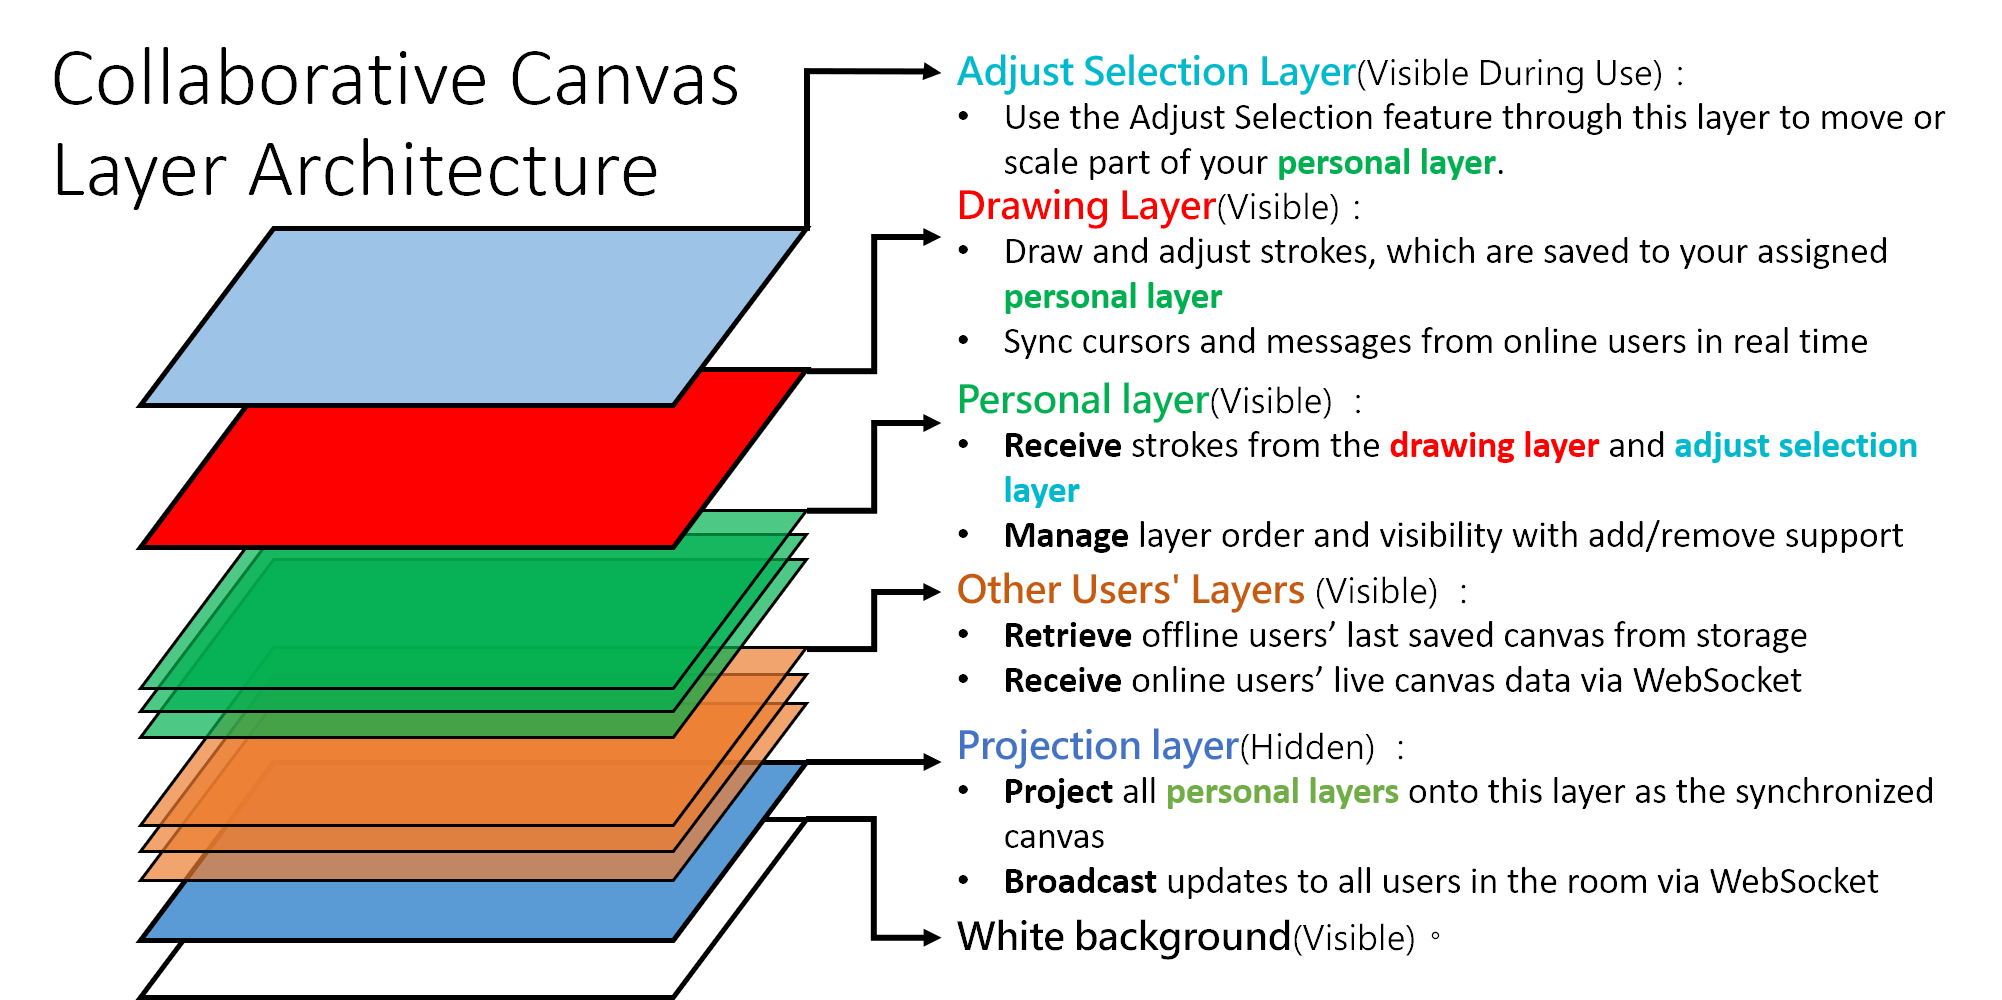 Collaborative Canvas
Layer Architecture
Adjust Selection Layer(Visible During Use)：
• Use the Adjust Selection feature through this layer to move or
scale part of your personal layer.
Drawing Layer(Visible)：
• Draw and adjust strokes, which are saved to your assigned
personal layer
• Sync cursors and messages from online users in real time
Personal layer(Visible) ：
• Receive strokes from the drawing layer and adjust selection
layer
• Manage layer order and visibility with add/remove support
Other Users' Layers (Visible) ：
• Retrieve offline users’ last saved canvas from storage
• Receive online users’ live canvas data via WebSocket
Projection layer(Hidden) ：
• Project all personal layers onto this layer as the synchronized
canvas
• Broadcast updates to all users in the room via WebSocket
White background(Visible)。